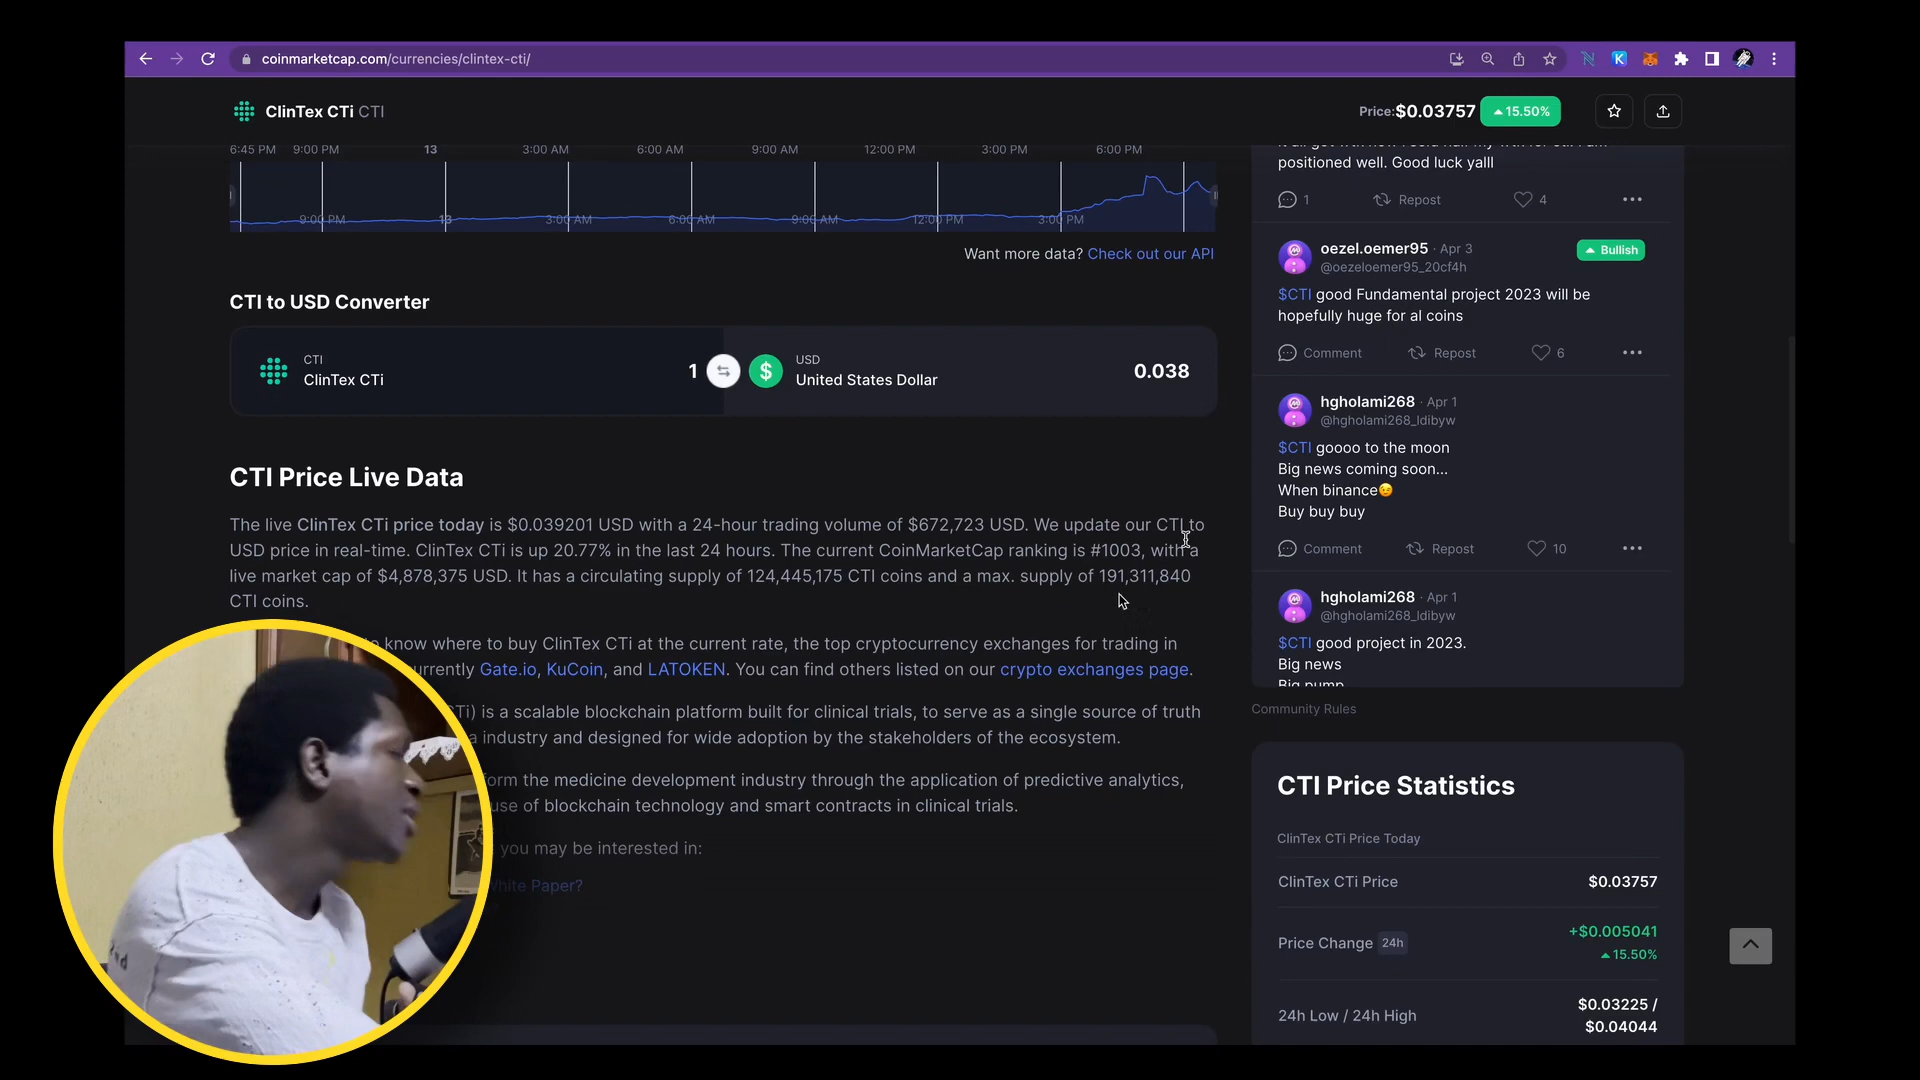 coinmarketcap.com/currencies/clintex-cti/
ClinTex CTi CTI
Price:$0.03757 15.50%
6:45 PM 9:00 PM 13 3:00 AM 6:00 AM 9:00 AM 12:00 PM 3:00 PM 6:00 PM
9:00 PM 13 3:00 AM 6:00 AM 9:00 AM 12:00 PM 3:00 PM
Want more data? Check out our API
CTI to USD Converter
CTI
ClinTex CTi
1
USD
United States Dollar
0.038
CTI Price Live Data
The live ClinTex CTi price today is $0.039201 USD with a 24-hour trading volume of $672,723 USD. We update our CTI to
USD price in real-time. ClinTex CTi is up 20.77% in the last 24 hours. The current CoinMarketCap ranking is #1003, with a
live market cap of $4,878,375 USD. It has a circulating supply of 124,445,175 CTI coins and a max. supply of 191,311,840
CTI coins.
know where to buy ClinTex CTi at the current rate, the top cryptocurrency exchanges for trading in
Gate.io, KuCoin, and LATOKEN. You can find others listed on our crypto exchanges page.
is a scalable blockchain platform built for clinical trials, to serve as a single source of truth
industry and designed for wide adoption by the stakeholders of the ecosystem.
the medicine development industry through the application of predictive analytics,
use of blockchain technology and smart contracts in clinical trials.
you may be interested in:
White Paper?
positioned well. Good luck yalll
1 Repost 4
oezel.oemer95 · Apr 3 Bullish
@oezeloemer95_20cf4h
$CTI good Fundamental project 2023 will be
hopefully huge for al coins
Comment Repost 6
hgholami268 · Apr 1
@hgholami268_ldibyw
$CTI goooo to the moon
Big news coming soon...
When binance😉
Buy buy buy
Comment Repost 10
hgholami268 · Apr 1
@hgholami268_ldibyw
$CTI good project in 2023.
Big news
Big pump
Community Rules
CTI Price Statistics
ClinTex CTi Price Today
ClinTex CTi Price $0.03757
Price Change 24h +$0.005041
15.50%
24h Low / 24h High $0.03225 /
$0.04044